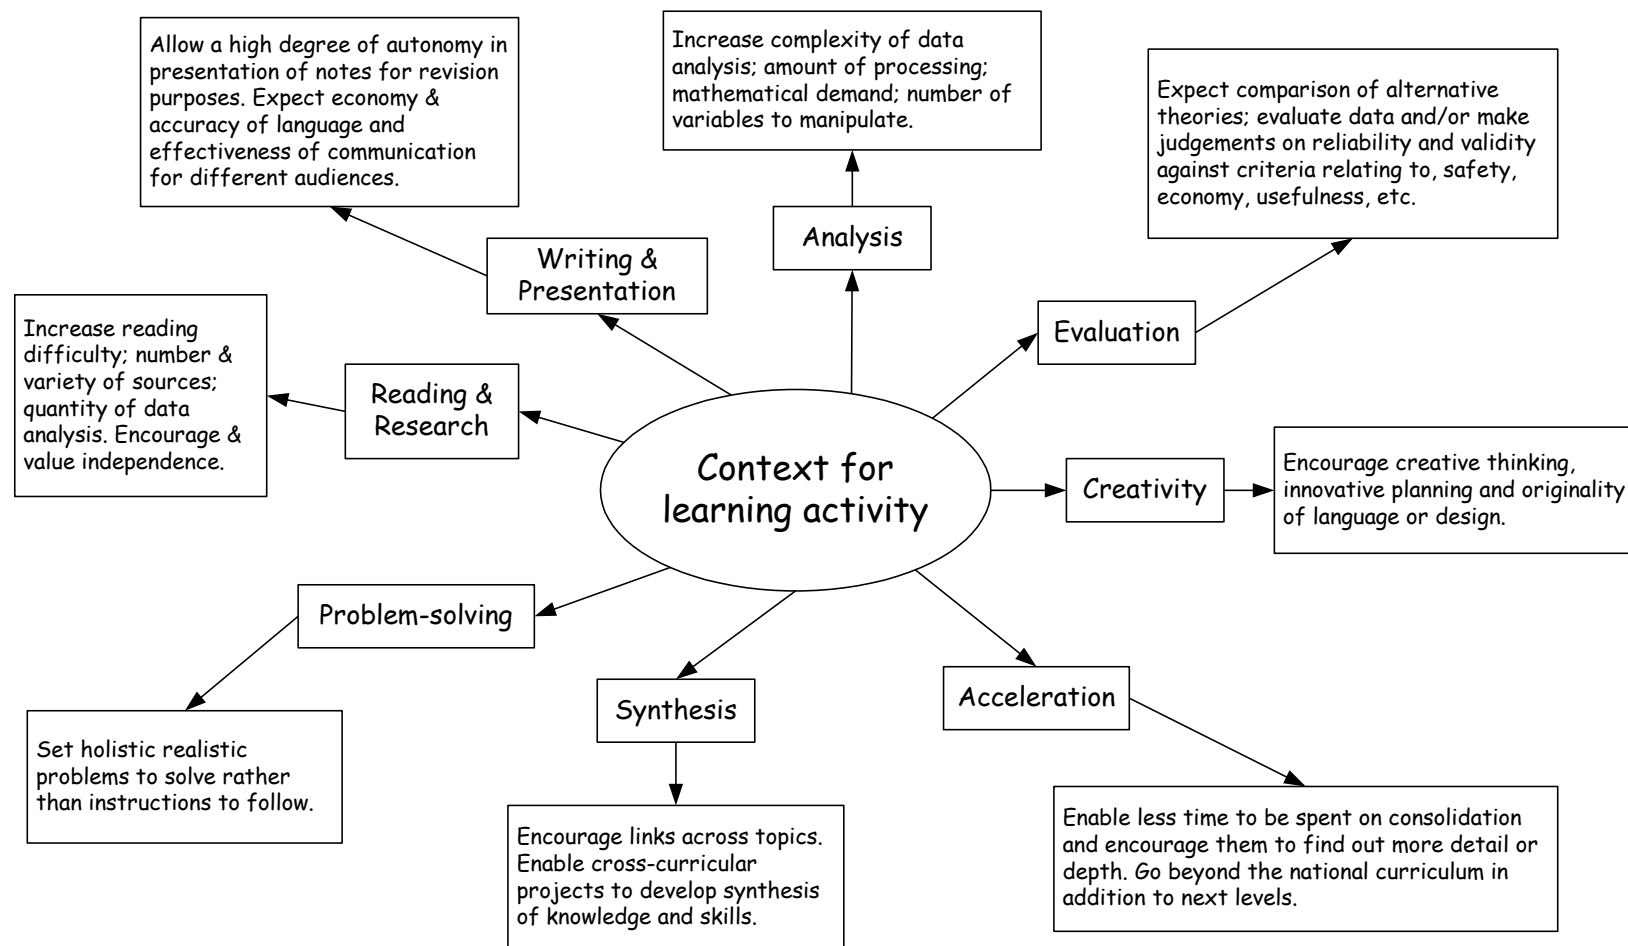 Allow a high degree of autonomy in
presentation of notes for revision
purposes. Expect economy &
accuracy of language and
effectiveness of communication
for different audiences.
Increase complexity of data
analysis; amount of processing;
mathematical demand; number of
variables to manipulate.
Expect comparison of alternative
theories; evaluate data and/or make
judgements on reliability and validity
against criteria relating to, safety,
economy, usefulness, etc.
Writing &
Presentation
Analysis
Evaluation
Increase reading
difficulty; number &
variety of sources;
quantity of data
analysis. Encourage &
value independence.
Reading &
Research
Context for
learning activity
Creativity
Encourage creative thinking,
innovative planning and originality
of language or design.
Problem-solving
Synthesis
Acceleration
Set holistic realistic
problems to solve rather
than instructions to follow.
Encourage links across topics.
Enable cross-curricular
projects to develop synthesis
of knowledge and skills.
Enable less time to be spent on consolidation
and encourage them to find out more detail or
depth. Go beyond the national curriculum in
addition to next levels.